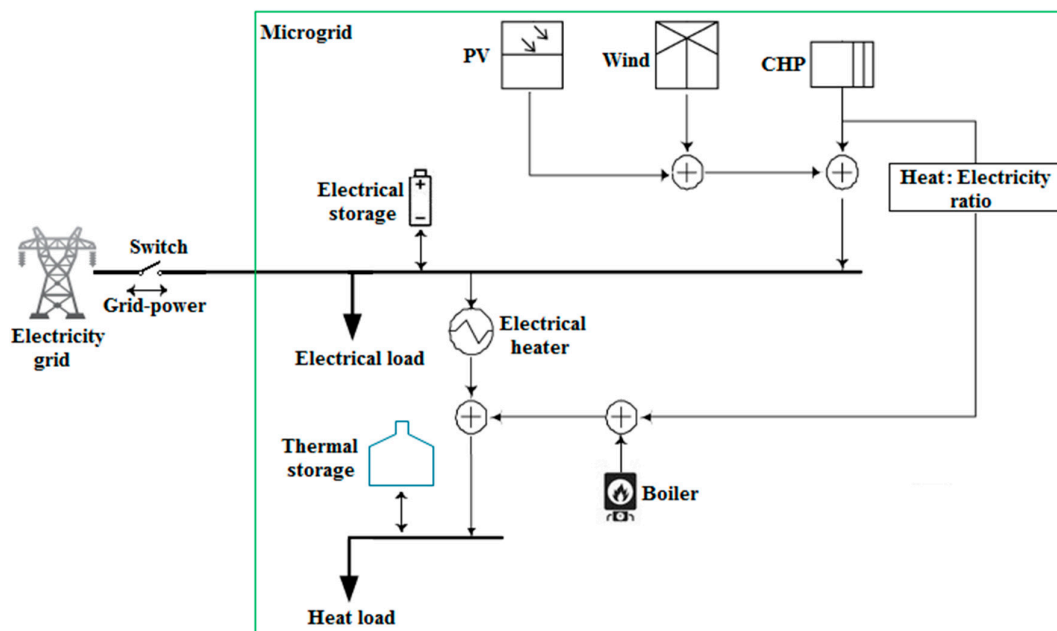 Microgrid
PV
Wind
CHP
Heat: Electricity
ratio
Electrical
storage
Switch
Grid-power
Electricity
grid
Electrical load
Electrical
heater
Thermal
storage
Boiler
Heat load